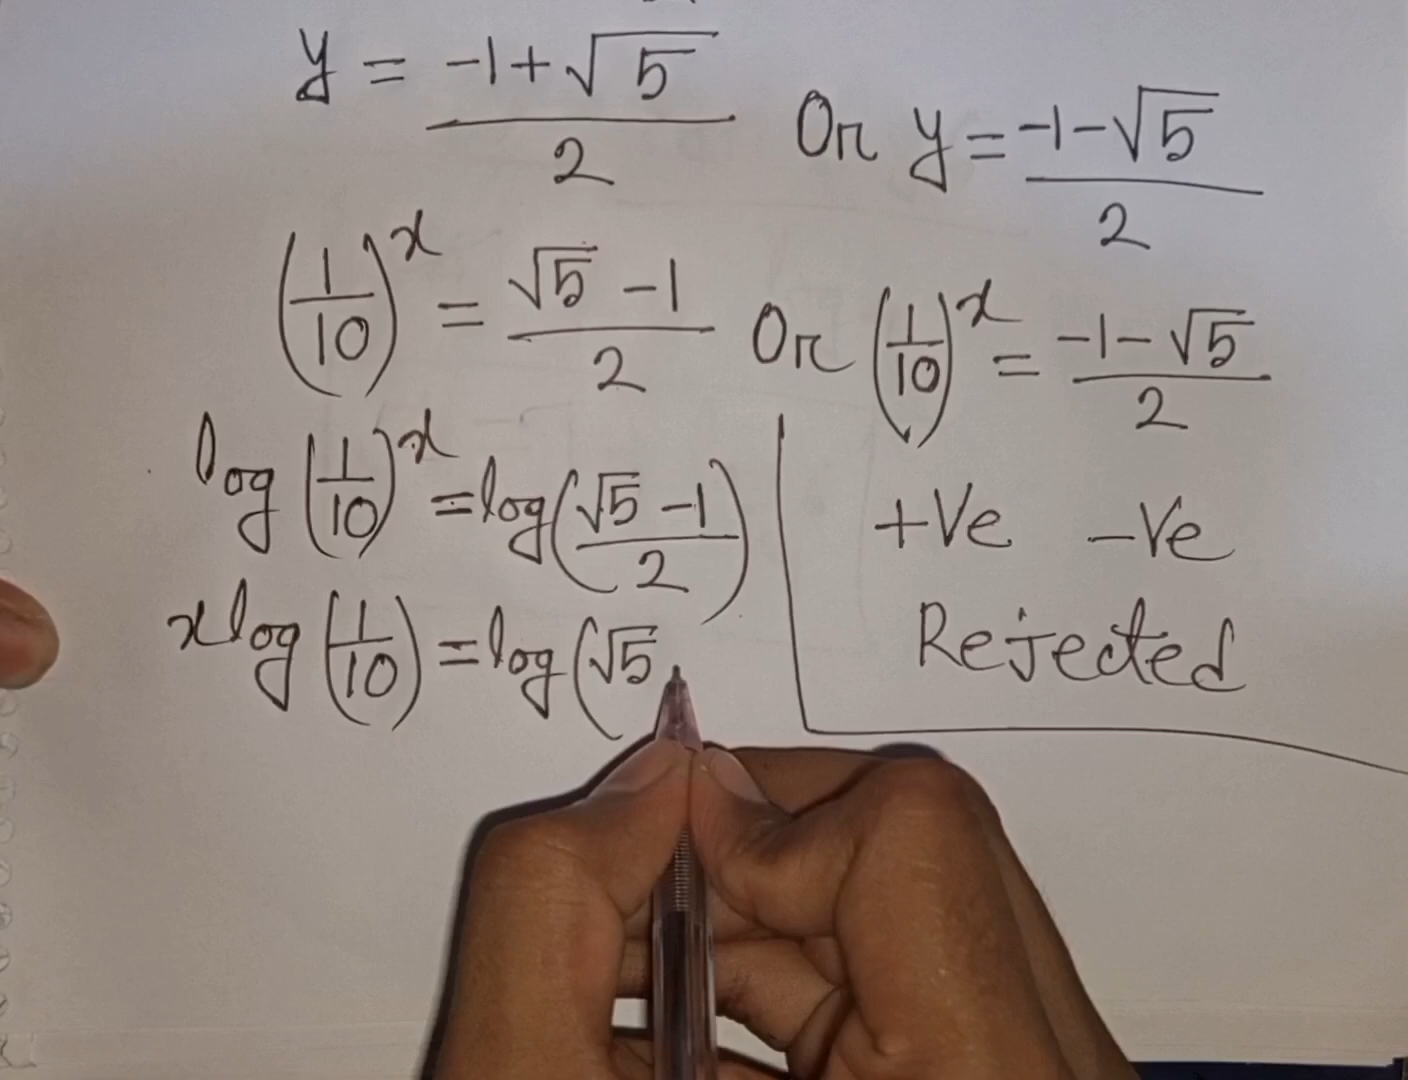 y = (-1+√5)/2 Or y = (-1-√5)/2
(1/10)^x = (√5 -1)/2 Or (1/10)^x = (-1-√5)/2
log (1/10)^x = log((√5 -1)/2) +Ve -Ve
x log (1/10) = log(√5 Rejected